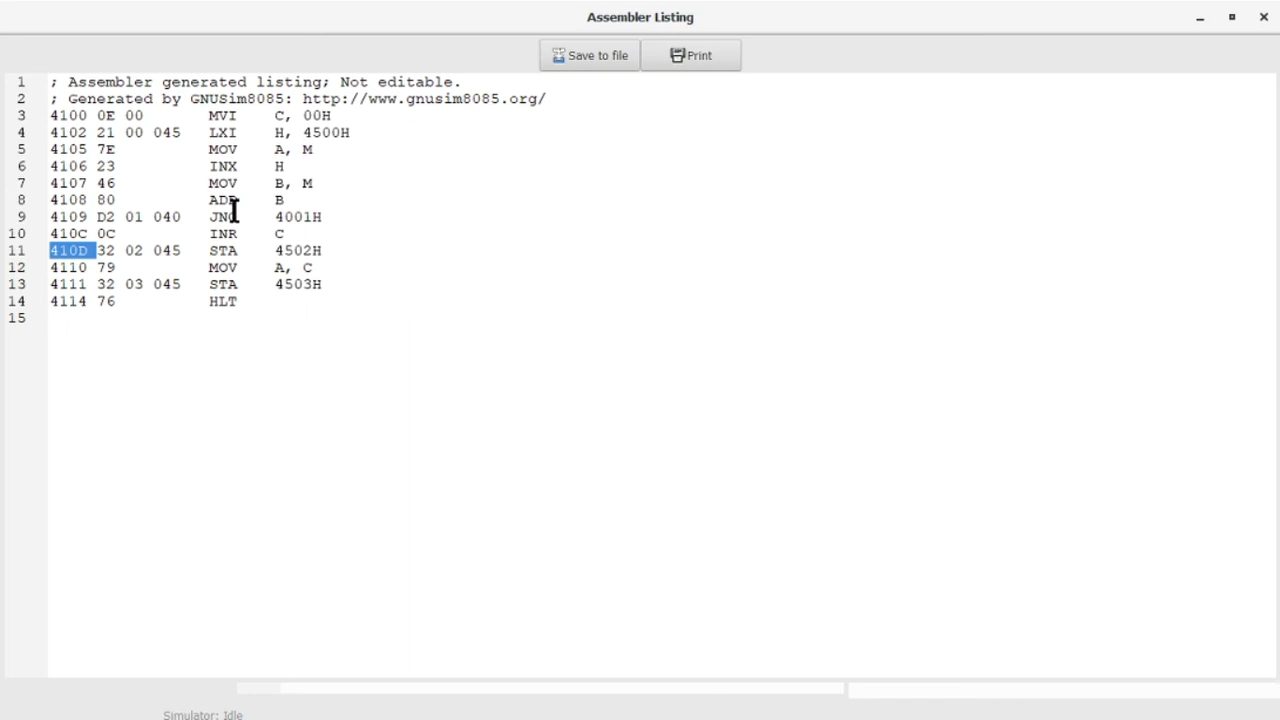 Assembler Listing
Save to file Print
1 ; Assembler generated listing; Not editable.
2 ; Generated by GNUSim8085: http://www.gnusim8085.org/
3 4100 0E 00 MVI C, 00H
4 4102 21 00 045 LXI H, 4500H
5 4105 7E MOV A, M
6 4106 23 INX H
7 4107 46 MOV B, M
8 4108 80 ADD B
9 4109 D2 01 040 JNC 4001H
10 410C 0C INR C
11 410D 32 02 045 STA 4502H
12 4110 79 MOV A, C
13 4111 32 03 045 STA 4503H
14 4114 76 HLT
15
Simulator: Idle